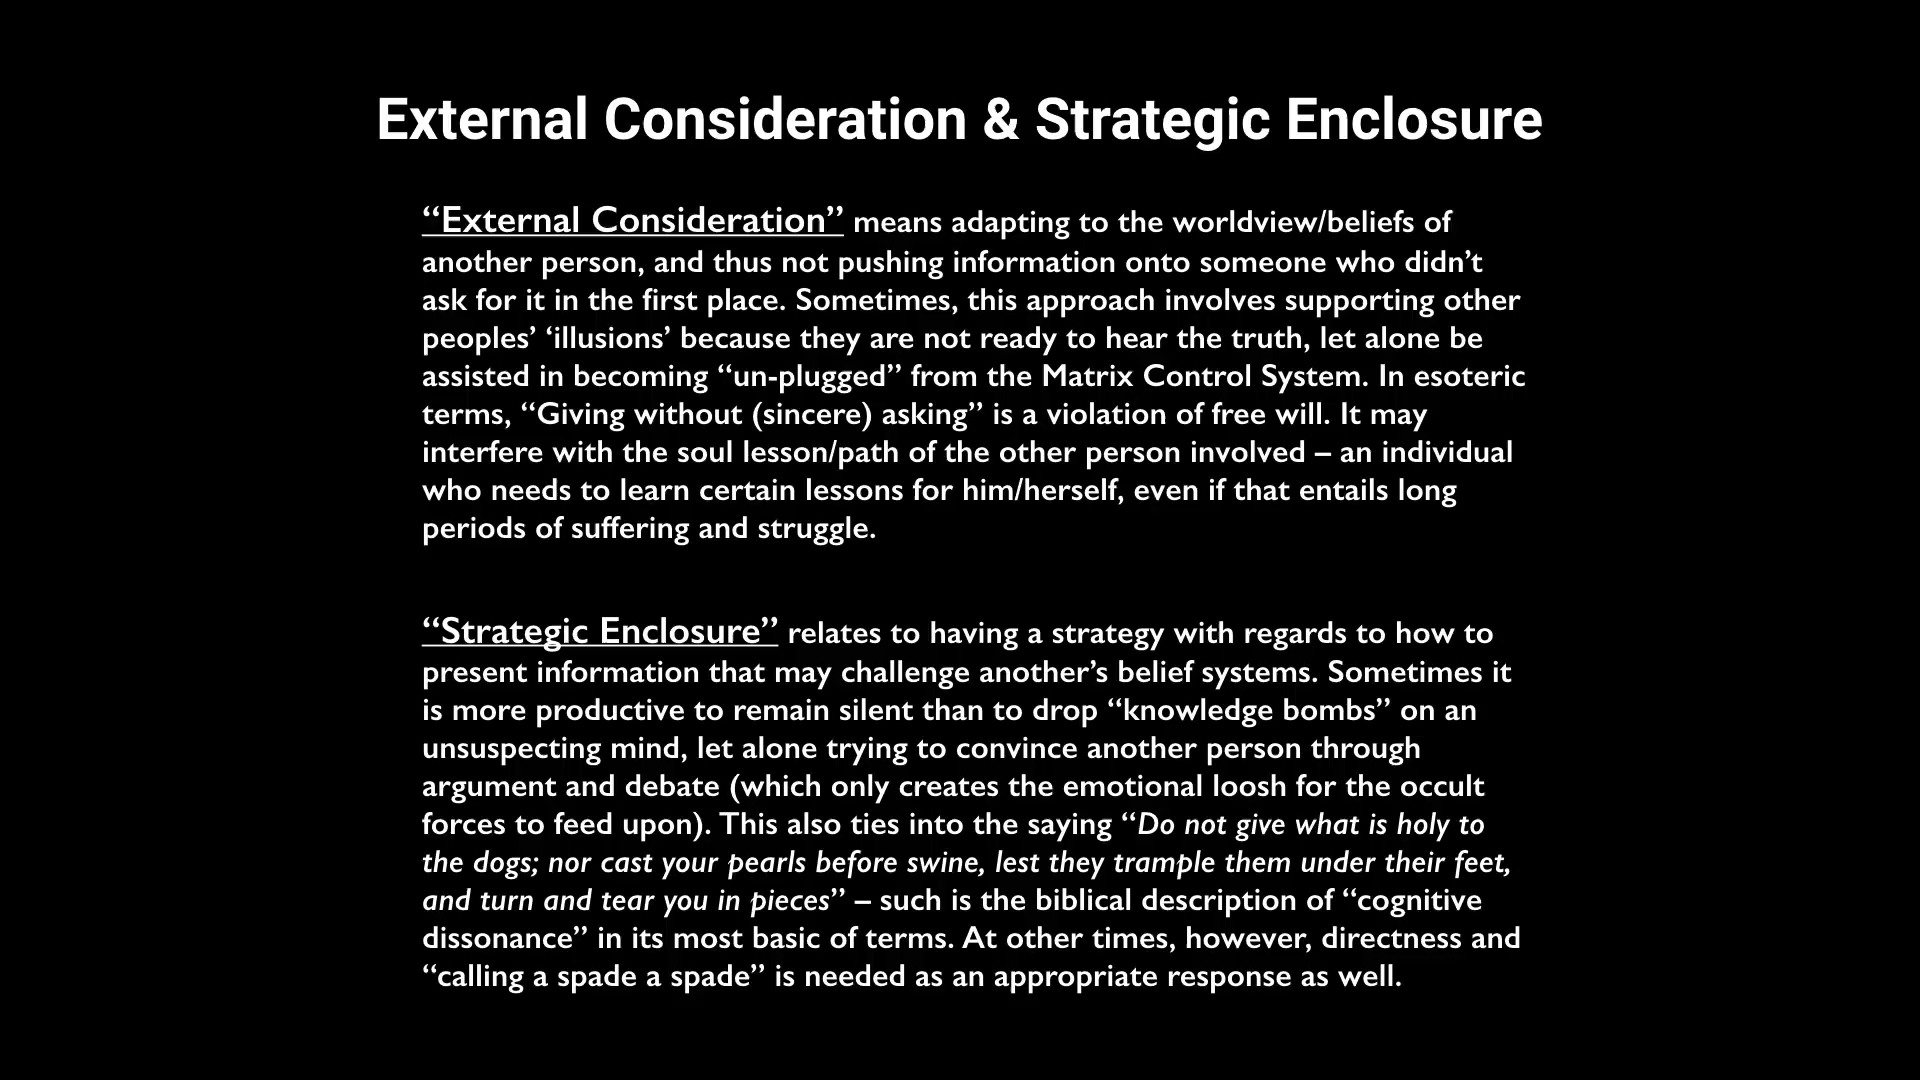 External Consideration & Strategic Enclosure
“External Consideration” means adapting to the worldview/beliefs of
another person, and thus not pushing information onto someone who didn’t
ask for it in the first place. Sometimes, this approach involves supporting other
peoples’ ‘illusions’ because they are not ready to hear the truth, let alone be
assisted in becoming “un-plugged” from the Matrix Control System. In esoteric
terms, “Giving without (sincere) asking” is a violation of free will. It may
interfere with the soul lesson/path of the other person involved – an individual
who needs to learn certain lessons for him/herself, even if that entails long
periods of suffering and struggle.
“Strategic Enclosure” relates to having a strategy with regards to how to
present information that may challenge another’s belief systems. Sometimes it
is more productive to remain silent than to drop “knowledge bombs” on an
unsuspecting mind, let alone trying to convince another person through
argument and debate (which only creates the emotional loosh for the occult
forces to feed upon). This also ties into the saying “Do not give what is holy to
the dogs; nor cast your pearls before swine, lest they trample them under their feet,
and turn and tear you in pieces” – such is the biblical description of “cognitive
dissonance” in its most basic of terms. At other times, however, directness and
“calling a spade a spade” is needed as an appropriate response as well.